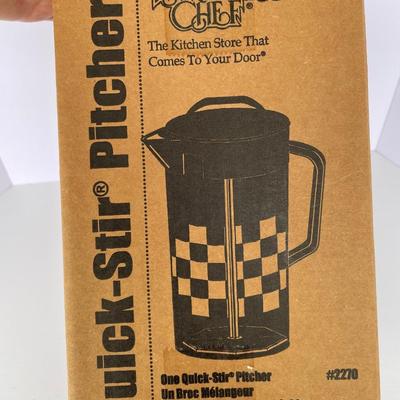 CHEF
The Kitchen Store That
Comes To Your Door®
uick-Stir® Pitcher
One Quick-Stir® Pitcher
#2270
Un Broc Mélangeur